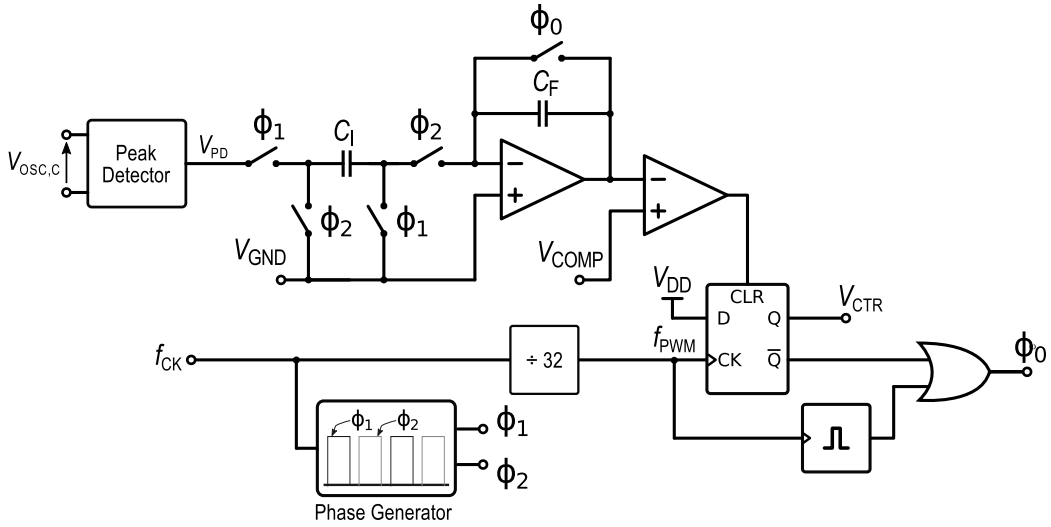 ϕ0
CF
ϕ1
CI
ϕ2
VOSC,C
Peak
Detector
VPD
−
+
ϕ2
ϕ1
VGND
−
+
VCOMP
VDD
CLR
D
Q
VCTR
fCK
÷ 32
fPWM
CK
Q̅
ϕ0
ϕ1
ϕ2
ϕ1
ϕ2
Phase Generator